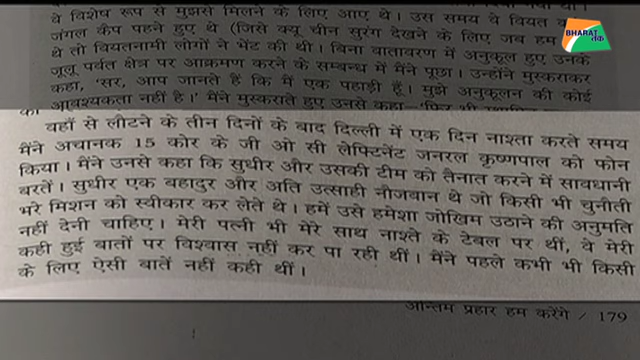 वे विशेष रूप से मुझसे मिलने के लिए आए थे। उस समय वे वियत
जंगल कैप पहने हुए थे (जिसे क्यू चीन सुरंग देखने के लिए जब हम
थे तो वियतनामी लोगों ने भेंट की थी। बिना वातावरण में अनुकूल हुए उनके
जूलू पर्वत क्षेत्र पर आक्रमण करने के सम्बन्ध में मैंने पूछा। उन्होंने मुस्कराकर
कहा, 'सर, आप जानते हैं कि मैं एक पहाड़ी हूँ। मुझे अनुकूलन की कोई
आवश्यकता नहीं है।' मैंने मुस्कराते हुए उनसे कहा—'फिर भी
वहाँ से लौटने के तीन दिनों के बाद दिल्ली में एक दिन नाश्ता करते समय
मैंने अचानक 15 कोर के जी ओ सी लेफ्टिनेंट जनरल कृष्णपाल को फोन
किया। मैंने उनसे कहा कि सुधीर और उसकी टीम को तैनात करने में सावधानी
बरतें। सुधीर एक बहादुर और अति उत्साही नौजवान थे जो किसी भी चुनौती
भरे मिशन को स्वीकार कर लेते थे। हमें उसे हमेशा जोखिम उठाने की अनुमति
नहीं देनी चाहिए। मेरी पत्नी भी मेरे साथ नाश्ते के टेबल पर थीं, वे मेरी
कही हुई बातों पर विश्वास नहीं कर पा रही थीं। मैंने पहले कभी भी किसी
के लिए ऐसी बातें नहीं कही थीं।
अन्तिम प्रहार हम करेंगे / 179
BHARAT
तक